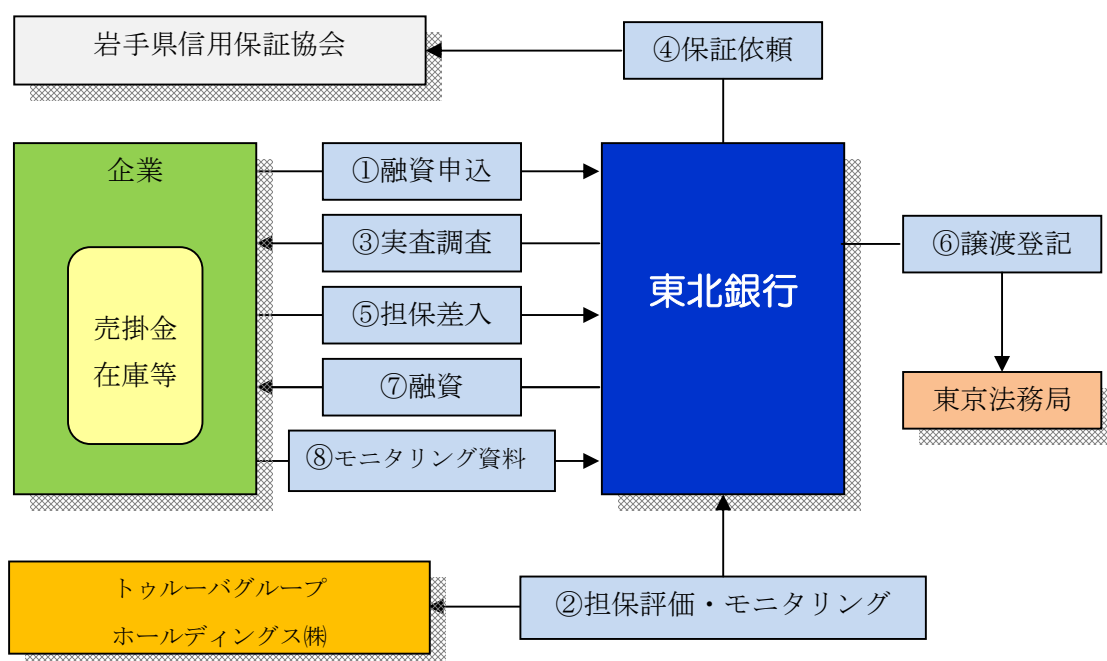 岩手県信用保証協会
④保証依頼
企業
①融資申込
③実査調査
⑥譲渡登記
東北銀行
売掛金
在庫等
⑤担保差入
⑦融資
東京法務局
⑧モニタリング資料
トゥルーバグループ
ホールディングス㈱
②担保評価・モニタリング